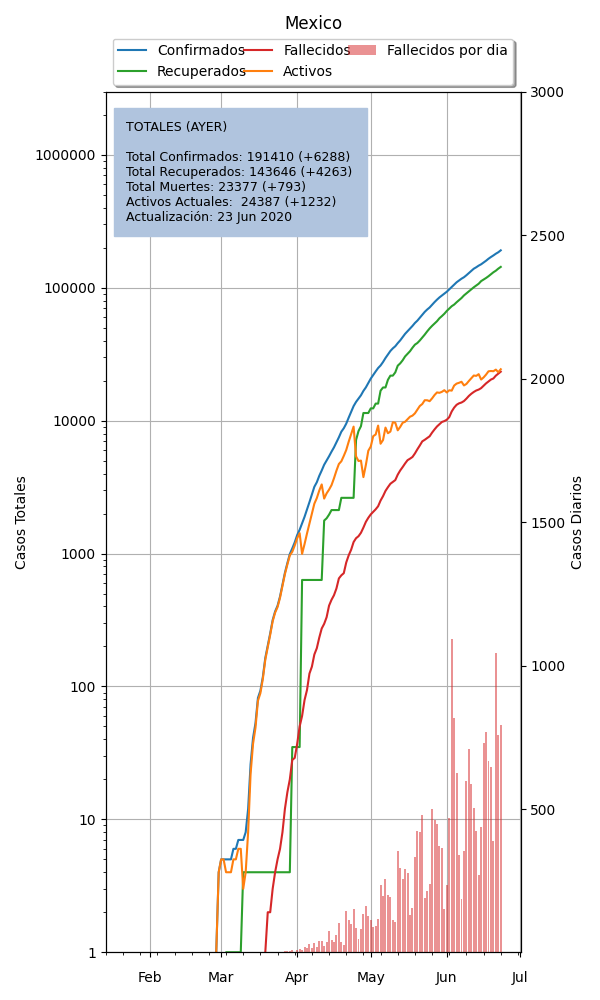 Mexico
Confirmados Fallecidos Fallecidos por dia
Recuperados Activos
TOTALES (AYER)
Total Confirmados: 191410 (+6288)
Total Recuperados: 143646 (+4263)
Total Muertes: 23377 (+793)
Activos Actuales:  24387 (+1232)
Actualización: 23 Jun 2020
Casos Totales
1000000
100000
10000
1000
100
10
1
3000
2500
2000
1500
1000
500
Casos Diarios
Feb Mar Apr May Jun Jul